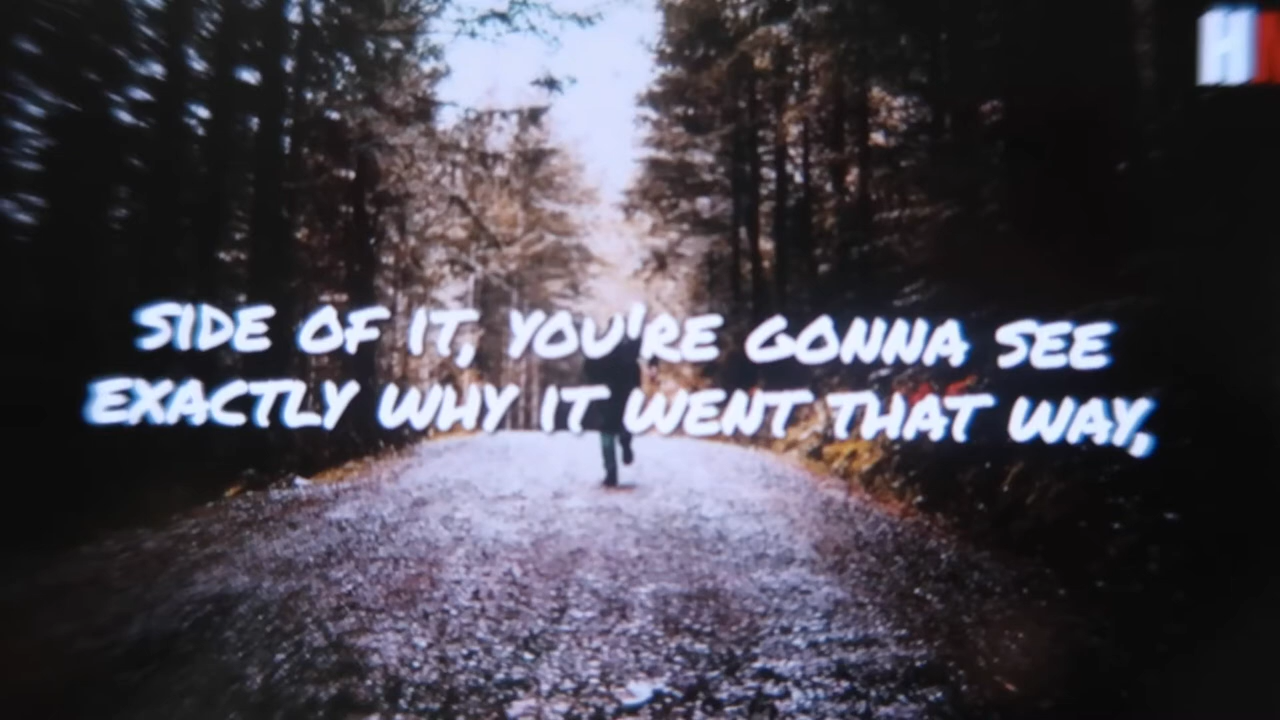 SIDE OF IT, YOU'RE GONNA SEE
EXACTLY WHY IT WENT THAT WAY,
H